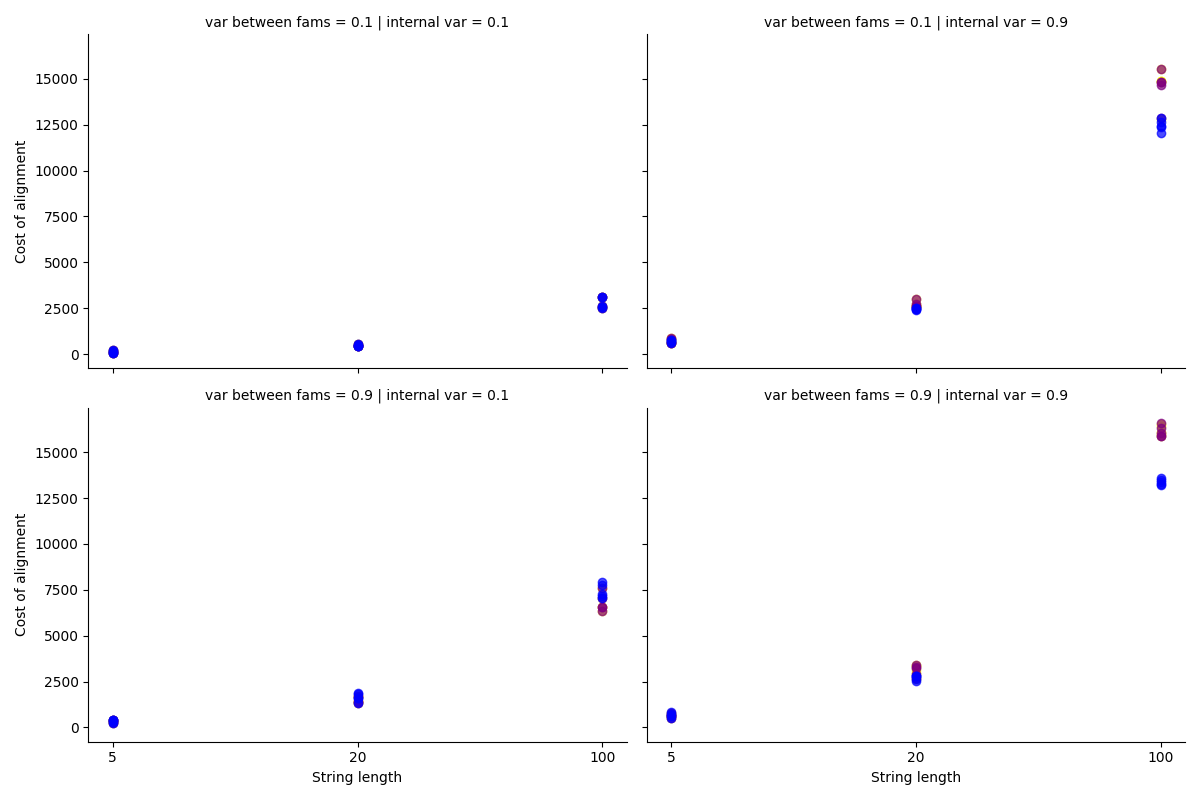 var between fams = 0.1 | internal var = 0.1
var between fams = 0.1 | internal var = 0.9
Cost of alignment
15000
12500
10000
7500
5000
2500
0
var between fams = 0.9 | internal var = 0.1
var between fams = 0.9 | internal var = 0.9
Cost of alignment
15000
12500
10000
7500
5000
2500
0
5
20
100
5
20
100
String length
String length